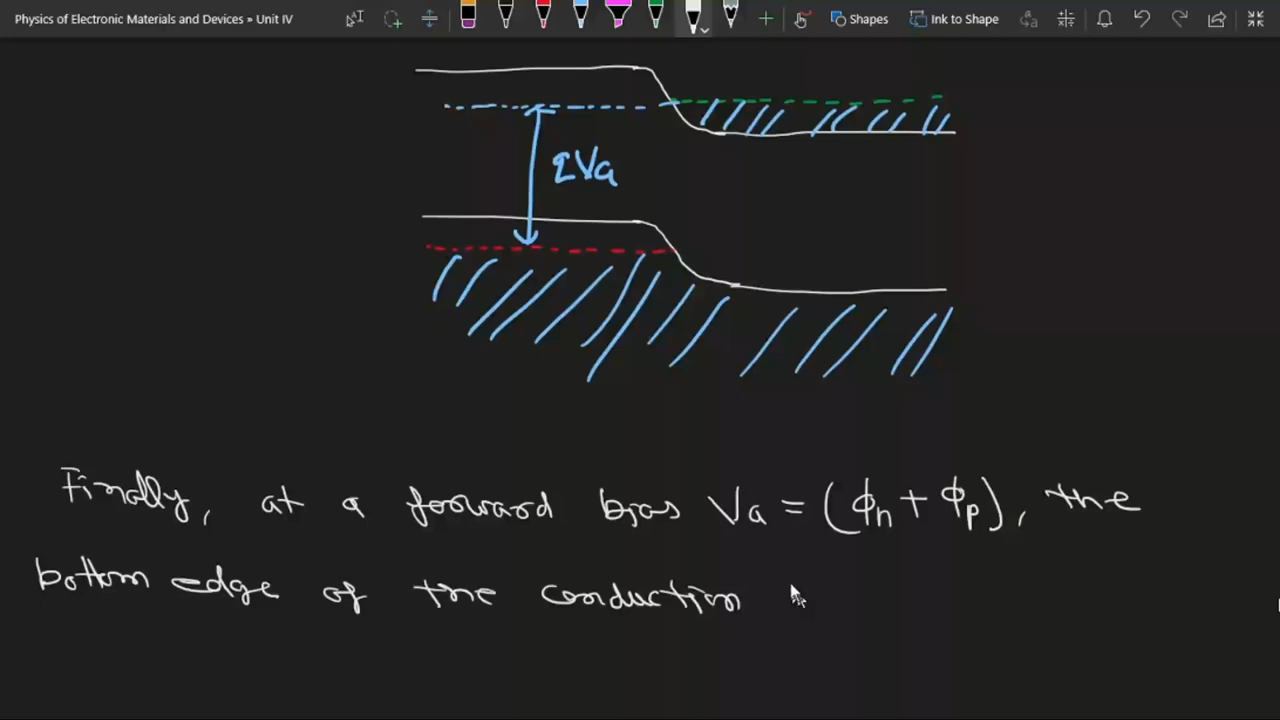 Physics of Electronic Materials and Devices » Unit IV
Shapes
Ink to Shape
qVa
Finally, at a forward bias Va = (ϕn + ϕp), the
bottom edge of the conduction